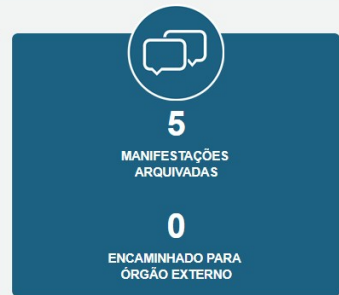 5
MANIFESTAÇÕES
ARQUIVADAS
0
ENCAMINHADO PARA
ÓRGÃO EXTERNO